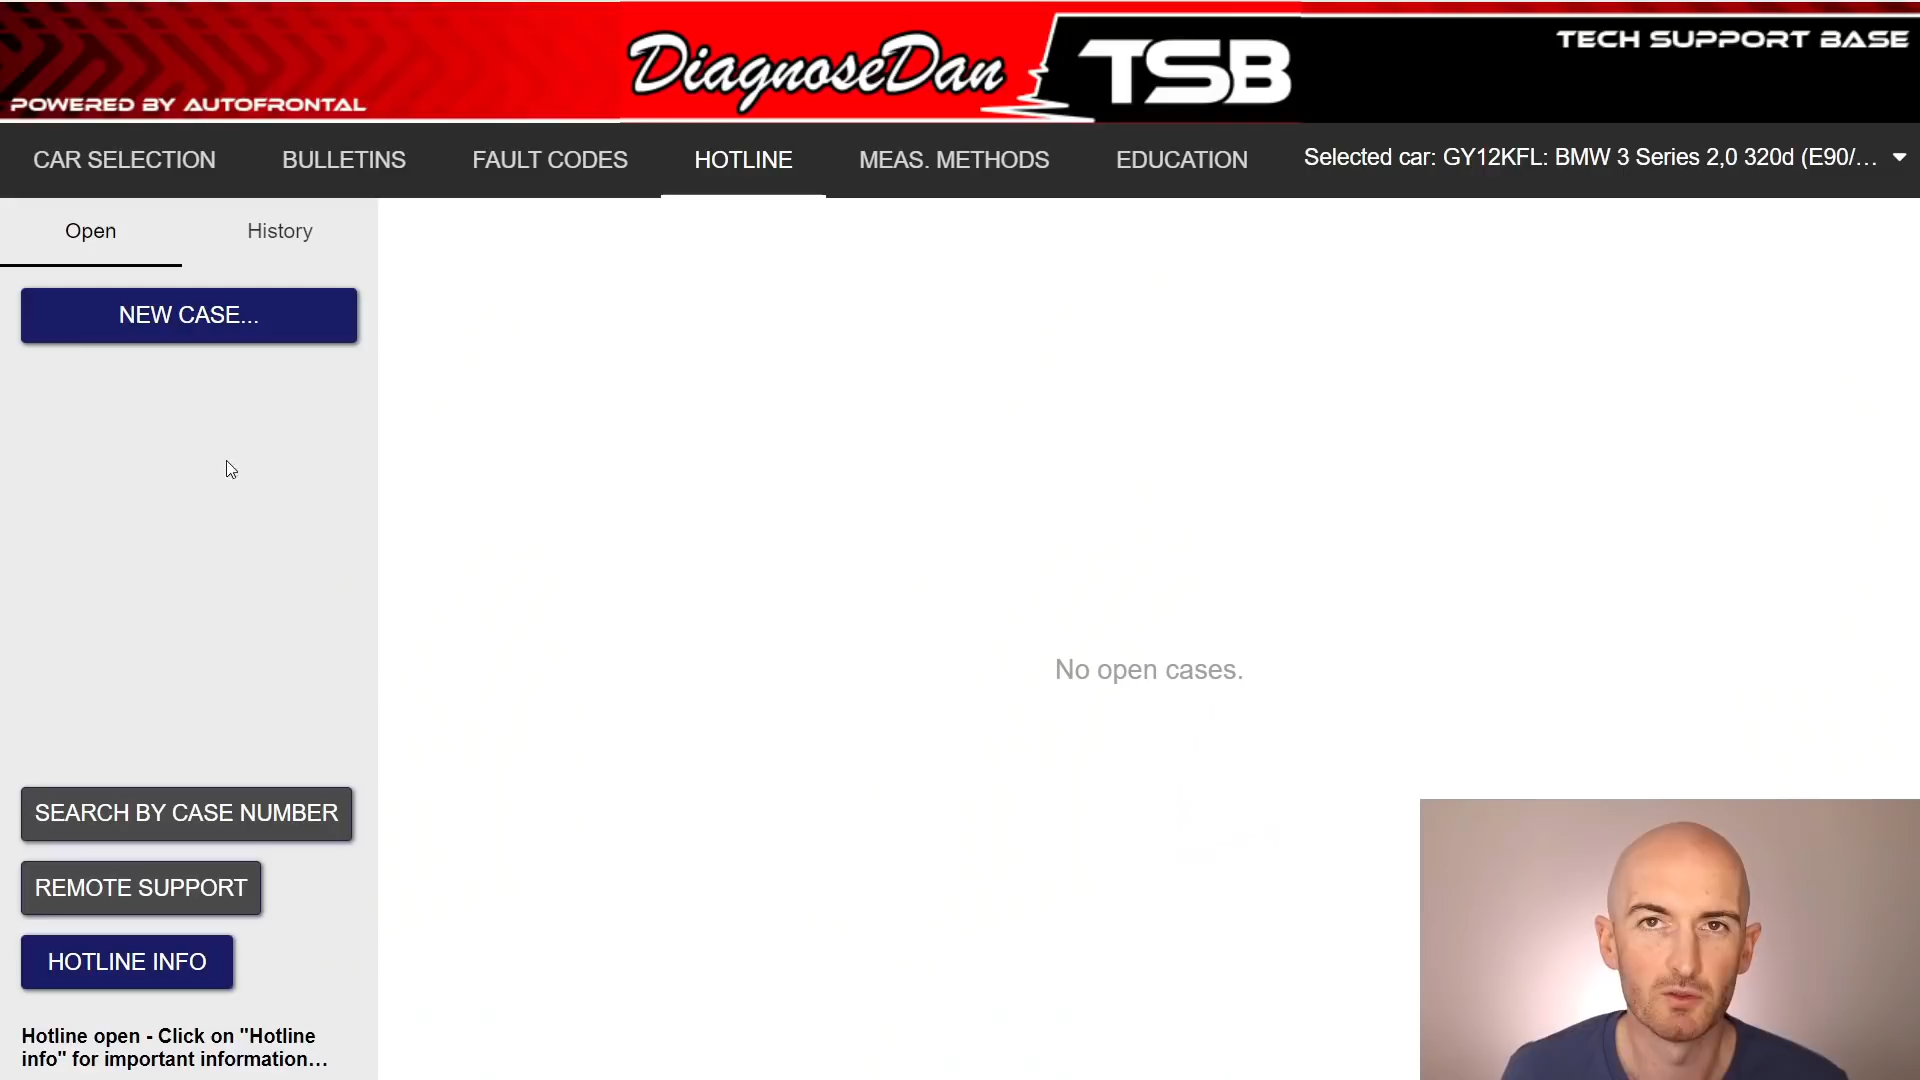 POWERED BY AUTOFRONTAL
DiagnoseDan
TSB
TECH SUPPORT BASE
CAR SELECTION
BULLETINS
FAULT CODES
HOTLINE
MEAS. METHODS
EDUCATION
Selected car: GY12KFL: BMW 3 Series 2,0 320d (E90/...
Open
History
NEW CASE...
No open cases.
SEARCH BY CASE NUMBER
REMOTE SUPPORT
HOTLINE INFO
Hotline open - Click on "Hotline
info" for important information...